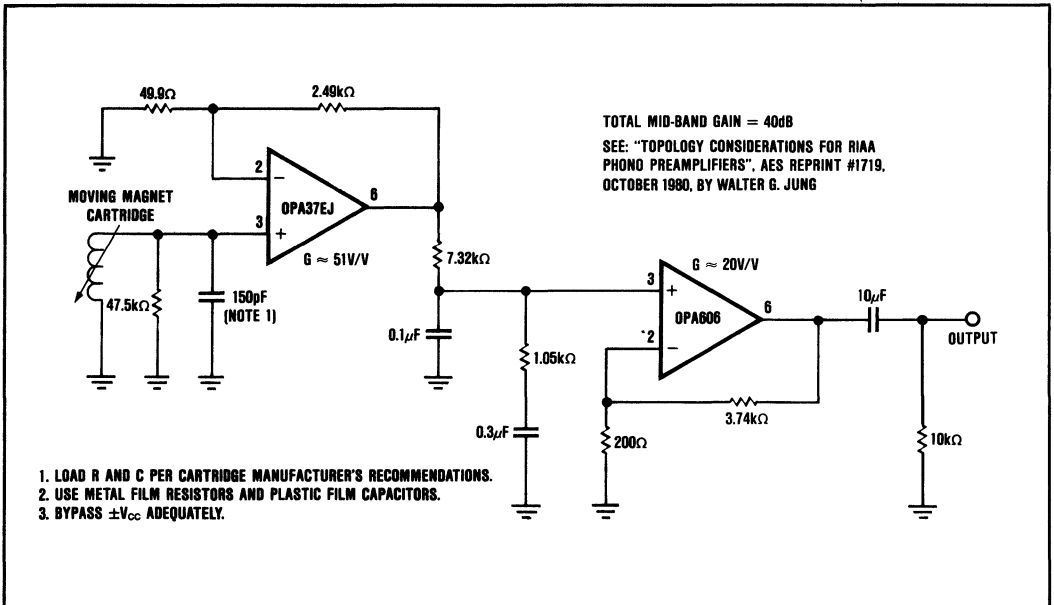 49.9Ω
2.49kΩ
TOTAL MID-BAND GAIN = 40dB
SEE: "TOPOLOGY CONSIDERATIONS FOR RIAA
PHONO PREAMPLIFIERS", AES REPRINT #1719,
OCTOBER 1980, BY WALTER G. JUNG
2
−
6
MOVING MAGNET
CARTRIDGE
OPA37EJ
3
+
G ≈ 51V/V
7.32kΩ
47.5kΩ
150pF
(NOTE 1)
G ≈ 20V/V
3
+
6
OPA606
2
−
10µF
OUTPUT
0.1µF
1.05kΩ
3.74kΩ
0.3µF
200Ω
10kΩ
1. LOAD R AND C PER CARTRIDGE MANUFACTURER'S RECOMMENDATIONS.
2. USE METAL FILM RESISTORS AND PLASTIC FILM CAPACITORS.
3. BYPASS ±VCC ADEQUATELY.